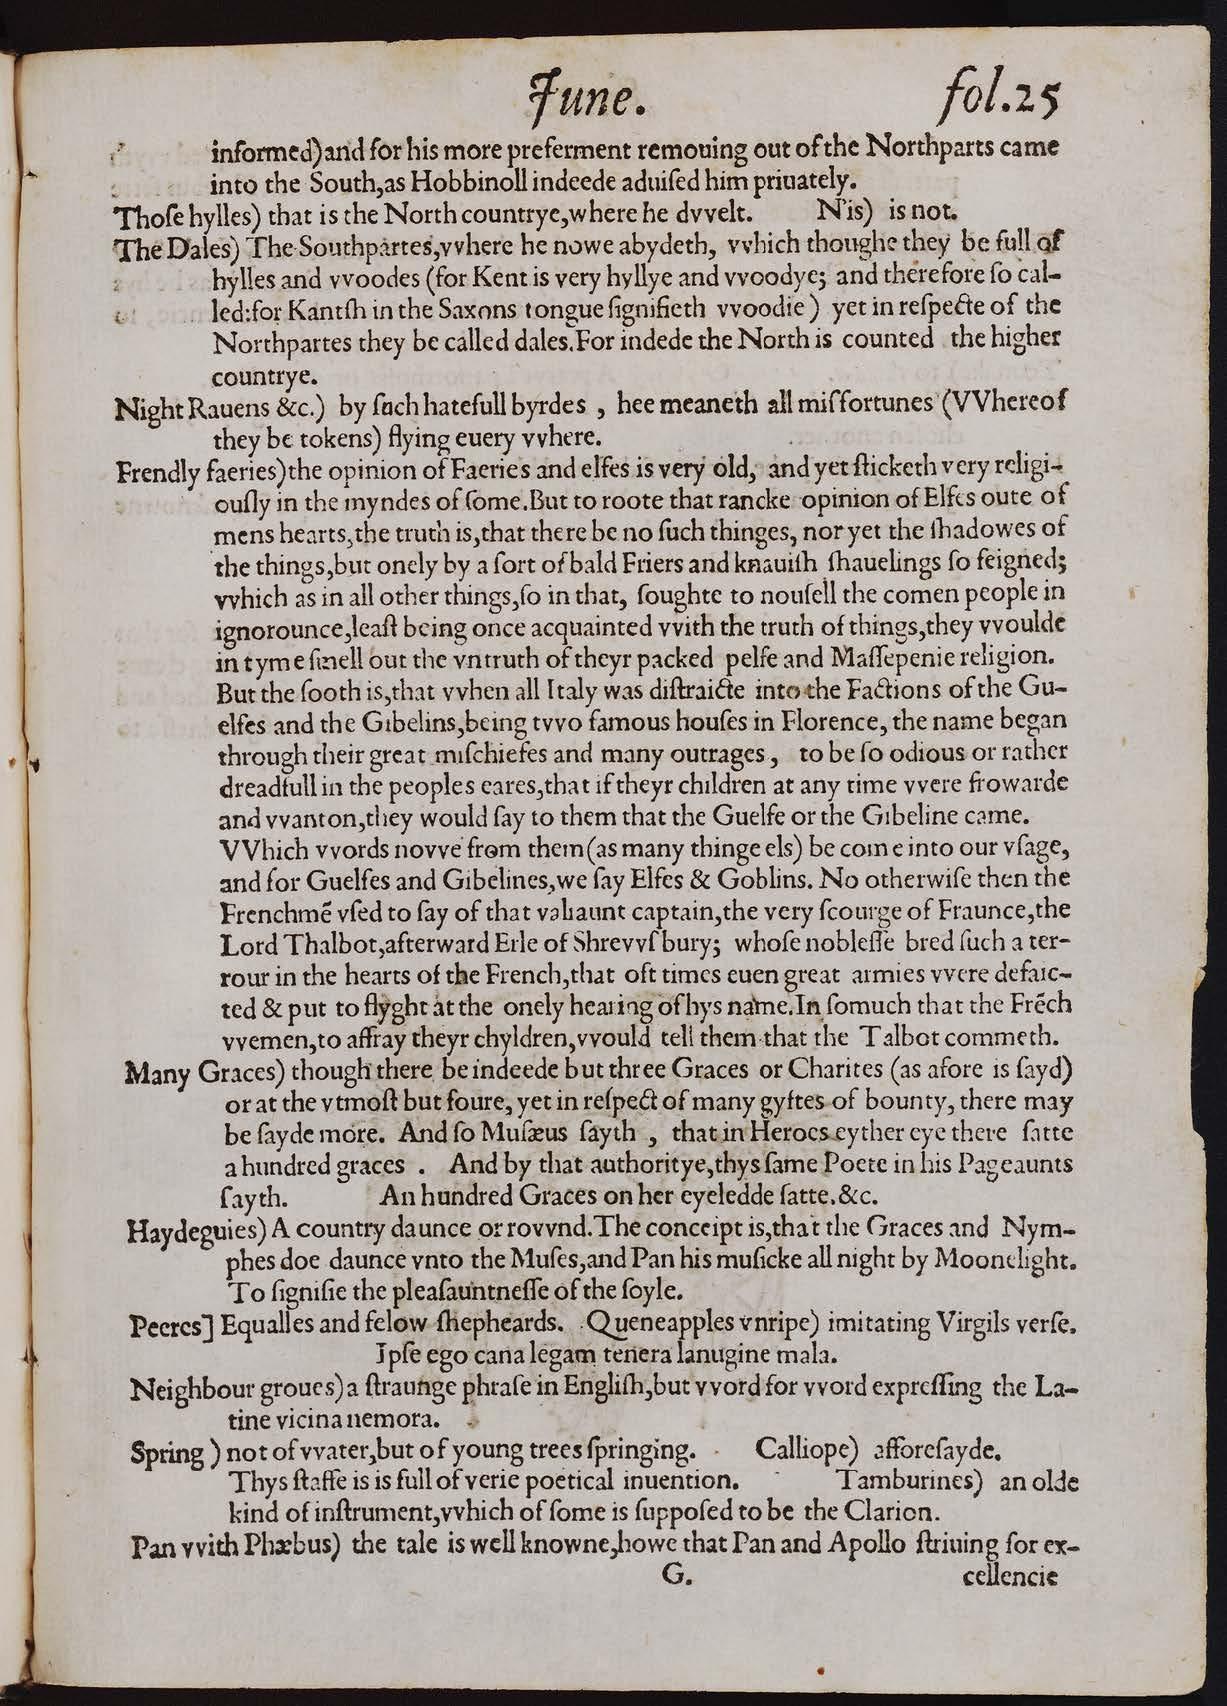 June. fol.25
informed)and for his more preferment remouing out of the Northparts came
into the South,as Hobbinoll indeede aduiſed him priuately.
Thoſe hylles) that is the North countrye,where he dvvelt. N'is) is not.
The Dales) The Southpartes,vvhere he nowe abydeth, vvhich thoughe they be full of
hylles and vvoodes (for Kent is very hyllye and vvoodye; and therefore ſo cal-
led:for Kantſh in the Saxons tongue ſignifieth vvoodie) yet in reſpecte of the
Northpartes they be called dales.For indede the North is counted the higher
countrye.
Night Rauens &c.) by ſuch hatefull byrdes , hee meaneth all miſfortunes (VVhereof
they be tokens) flying euery vvhere.
Frendly faeries)the opinion of Faeries and elfes is very old, and yet ſticketh very religi-
ouſly in the myndes of ſome.But to roote that rancke opinion of Elfes oute of
mens hearts,the truth is,that there be no ſuch thinges, nor yet the ſhadowes of
the things,but onely by a ſort of bald Friers and knauiſh ſhauelings ſo feigned;
vvhich as in all other things,ſo in that, ſoughte to nouſell the comen people in
ignorounce,leaſt being once acquainted vvith the truth of things,they vvoulde
in tyme ſmell out the vntruth of theyr packed pelfe and Maſſepenie religion.
But the ſooth is,that vvhen all Italy was diſtraicte into the Factions of the Gu-
elfes and the Gibelins,being tvvo famous houſes in Florence, the name began
through their great miſchiefes and many outrages, to be ſo odious or rather
dreadfull in the peoples eares,that if theyr children at any time vvere frowarde
and vvanton,they would ſay to them that the Guelfe or the Gibeline came.
VVhich vvords novve from them(as many thinge els) be come into our vſage,
and for Guelfes and Gibelines,we ſay Elfes & Goblins. No otherwiſe then the
Frenchmē vſed to ſay of that valiaunt captain,the very ſcourge of Fraunce,the
Lord Thalbot,afterward Erle of Shrevvſbury; whoſe nobleſſe bred ſuch a ter-
rour in the hearts of the French,that oft times euen great armies vvere defaic-
ted & put to flyght at the onely hearing of hys name.In ſomuch that the Frēch
vvemen,to affray theyr chyldren,vvould tell them that the Talbot commeth.
Many Graces) though there be indeede but three Graces or Charites (as afore is ſayd)
or at the vtmoſt but foure, yet in reſpect of many gyftes of bounty, there may
be ſayde more. And ſo Muſæus ſayth , that in Heroes eyther eye there ſatte
a hundred graces . And by that authoritye,thys ſame Poete in his Pageaunts
ſayth. An hundred Graces on her eyeledde ſatte.&c.
Haydeguies) A country daunce or rovvnd.The conceipt is,that the Graces and Nym-
phes doe daunce vnto the Muſes,and Pan his muſicke all night by Moonelight.
To ſignifie the pleaſauntneſſe of the ſoyle.
Peeres] Equalles and felow ſhepheards. Queneapples vnripe) imitating Virgils verſe.
Ipſe ego cana legam tenera lanugine mala.
Neighbour groues)a ſtraunge phraſe in Engliſh,but vvord for vvord expreſſing the La-
tine vicina nemora.
Spring ) not of vvater,but of young trees ſpringing. Calliope) afforeſayde.
Thys ſtaffe is is full of verie poetical inuention. Tamburines) an olde
kind of inſtrument,vvhich of ſome is ſuppoſed to be the Clarion.
Pan vvith Phæbus) the tale is well knowne,howe that Pan and Apollo ſtriuing for ex-
G. cellencie